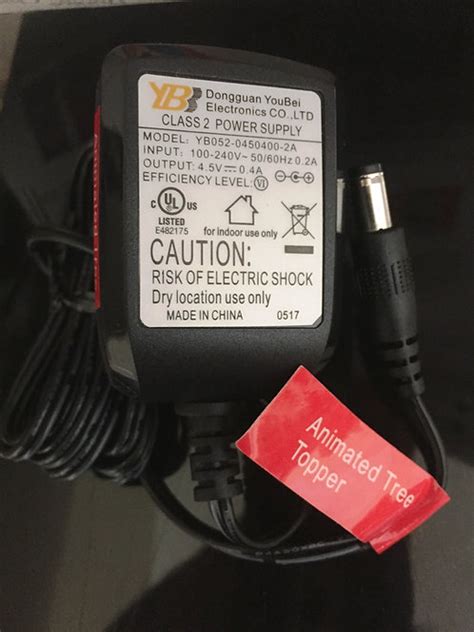 YB
Dongguan YouBei
Electronics CO.,LTD
CLASS 2 POWER SUPPLY
MODEL: YB052-0450400-2A
INPUT: 100-240V~ 50/60Hz 0.2A
OUTPUT: 4.5V⎓0.4A
EFFICIENCY LEVEL: VI
c UL US
LISTED
E482175
for indoor use only
CAUTION:
RISK OF ELECTRIC SHOCK
Dry location use only
MADE IN CHINA 0517
Animated Tree
Topper